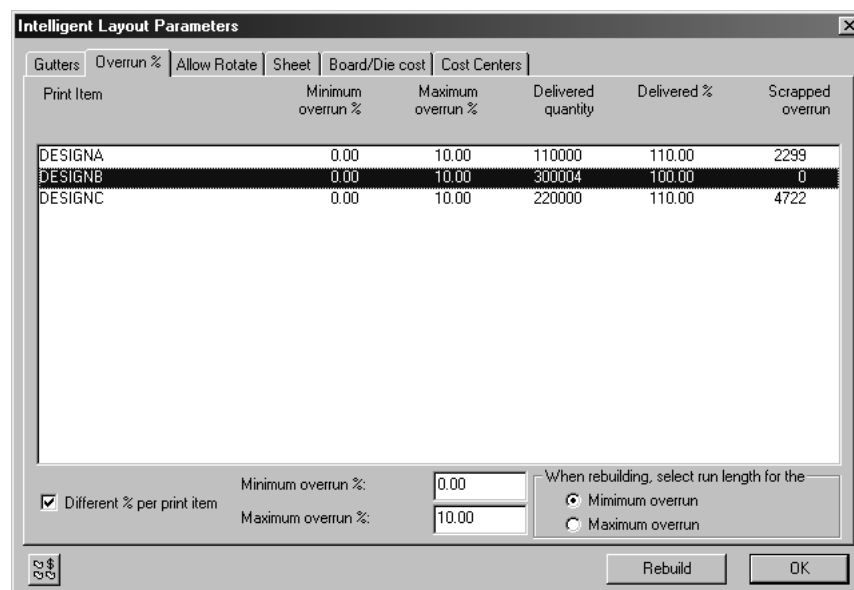 Intelligent Layout Parameters
Gutters Overrun % Allow Rotate Sheet Board/Die cost Cost Centers
Print Item Minimum overrun % Maximum overrun % Delivered quantity Delivered % Scrapped overrun
DESIGNA 0.00 10.00 110000 110.00 2299
DESIGNB 0.00 10.00 300004 100.00 0
DESIGNC 0.00 10.00 220000 110.00 4722
Different % per print item
Minimum overrun %: 0.00
Maximum overrun %: 10.00
When rebuilding, select run length for the
Minimum overrun
Maximum overrun
Rebuild OK